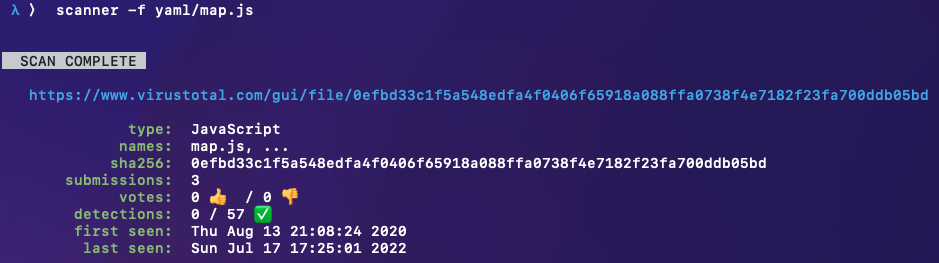 λ ⟩ scanner -f yaml/map.js
SCAN COMPLETE
https://www.virustotal.com/gui/file/0efbd33c1f5a548edfa4f0406f65918a088ffa0738f4e7182f23fa700ddb05bd
type: JavaScript
names: map.js, ...
sha256: 0efbd33c1f5a548edfa4f0406f65918a088ffa0738f4e7182f23fa700ddb05bd
submissions: 3
votes: 0 👍 / 0 👎
detections: 0 / 57 ✅
first seen: Thu Aug 13 21:08:24 2020
last seen: Sun Jul 17 17:25:01 2022